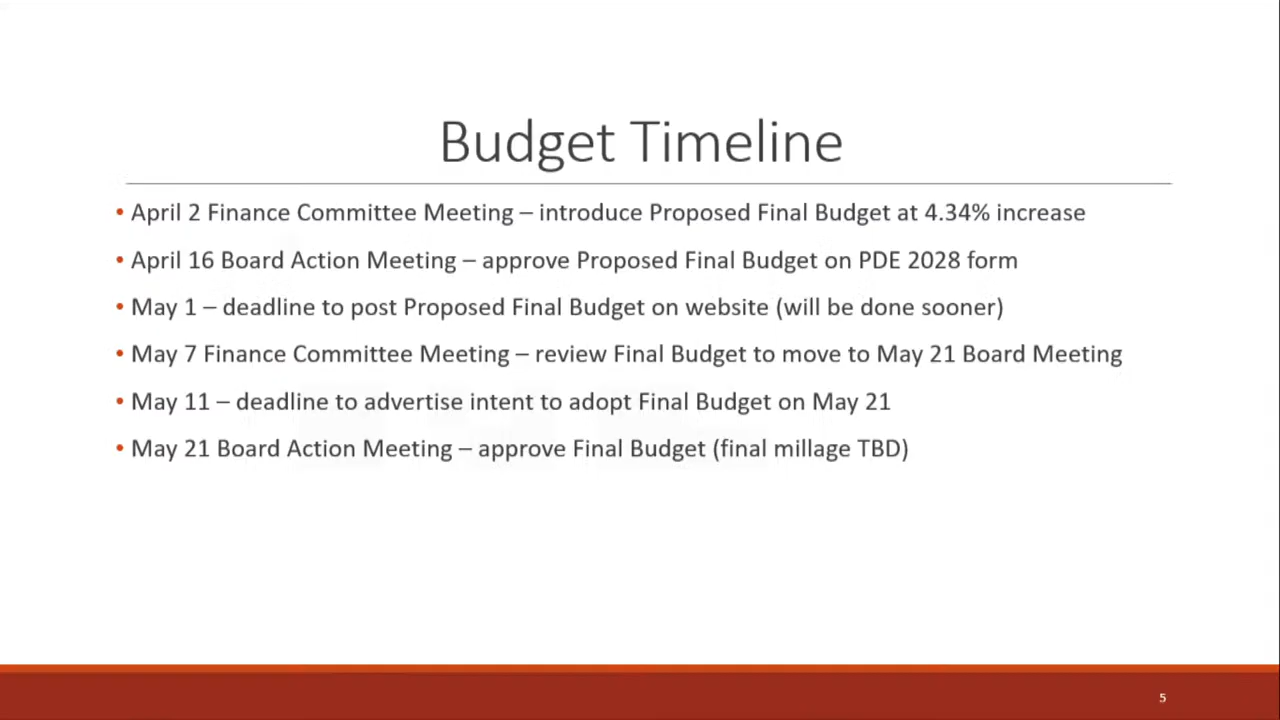 Budget Timeline
• April 2 Finance Committee Meeting – introduce Proposed Final Budget at 4.34% increase
• April 16 Board Action Meeting – approve Proposed Final Budget on PDE 2028 form
• May 1 – deadline to post Proposed Final Budget on website (will be done sooner)
• May 7 Finance Committee Meeting – review Final Budget to move to May 21 Board Meeting
• May 11 – deadline to advertise intent to adopt Final Budget on May 21
• May 21 Board Action Meeting – approve Final Budget (final millage TBD)
5